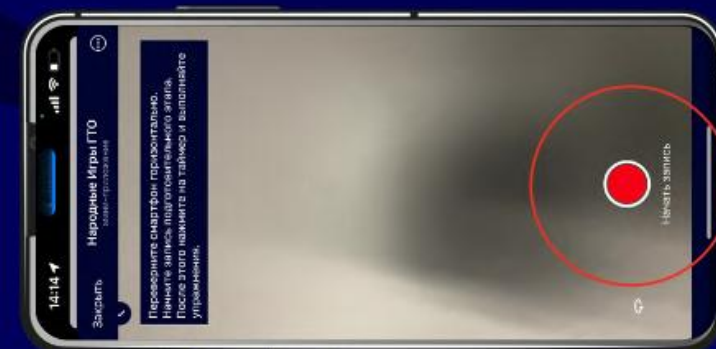 14:14
Закрыть
Народные Игры ГТО
мини-приложение
Переверните смартфон горизонтально.
Начните запись подготовительного этапа.
После этого нажмите на таймер и выполняйте
упражнения.
Начать запись